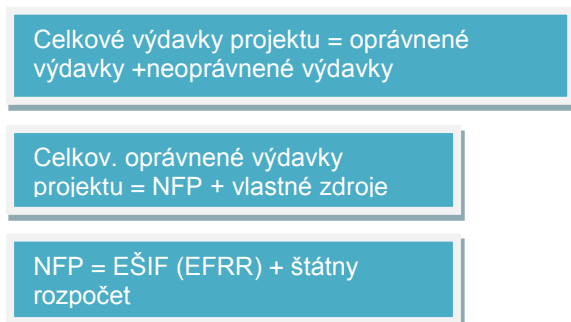 Celkové výdavky projektu = oprávnené
výdavky +neoprávnené výdavky
Celkov. oprávnené výdavky
projektu = NFP + vlastné zdroje
NFP = EŠIF (EFRR) + štátny
rozpočet